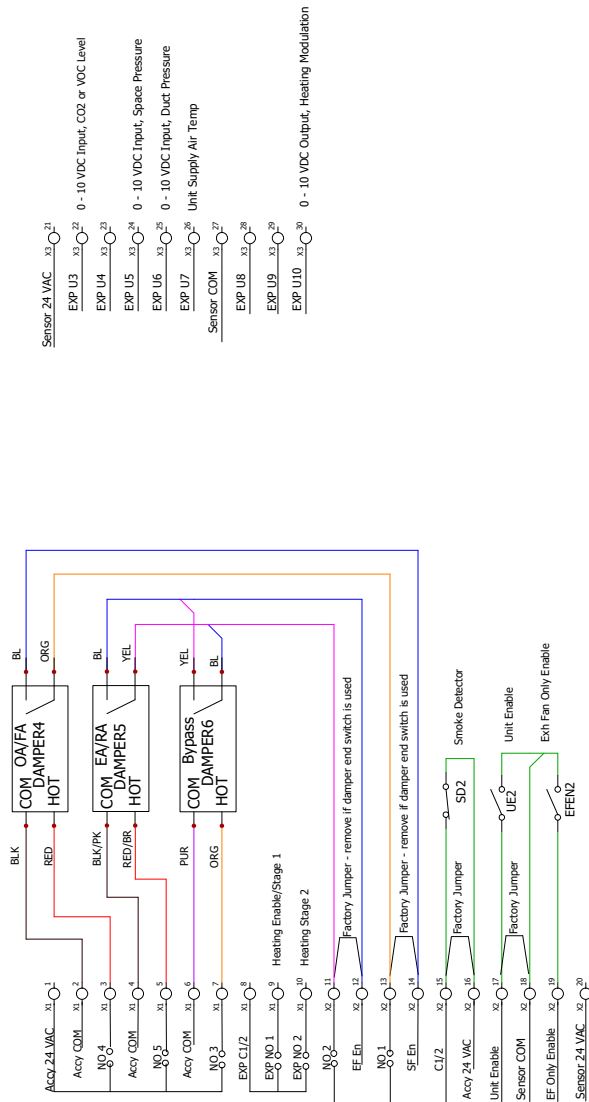 Sensor 24 VAC X3 21
EXP U3 X3 22 0 - 10 VDC Input, CO2 or VOC Level
EXP U4 X3 23
EXP U5 X3 24 0 - 10 VDC Input, Space Pressure
EXP U6 X3 25 0 - 10 VDC Input, Duct Pressure
EXP U7 X3 26 Unit Supply Air Temp
Sensor COM X3 27
EXP U8 X3 28
EXP U9 X3 29
EXP U10 X3 30 0 - 10 VDC Output, Heating Modulation
BLK COM OA/FA BL
DAMPER4
RED HOT ORG
BLK/PK COM EA/RA BL
DAMPER5
RED/BR HOT YEL
PUR COM Bypass YEL
DAMPER6
ORG HOT BL
Accy 24 VAC X1 1
Accy COM X1 2
NO 4 X1 3
Accy COM X1 4
NO 5 X1 5
Accy COM X1 6
NO 3 X1 7
EXP C1/2 X1 8
EXP NO 1 X1 9 Heating Enable/Stage 1
EXP NO 2 X1 10 Heating Stage 2
NO 2 X2 11
Factory Jumper - remove if damper end switch is used
EF En X2 12
NO 1 X2 13
Factory Jumper - remove if damper end switch is used
SF En X2 14
C1/2 X2 15
Factory Jumper SD2 Smoke Detector
Accy 24 VAC X2 16
Unit Enable X2 17 UE2 Unit Enable
Factory Jumper
Sensor COM X2 18
EF Only Enable X2 19 EFEN2 Exh Fan Only Enable
Sensor 24 VAC X2 20